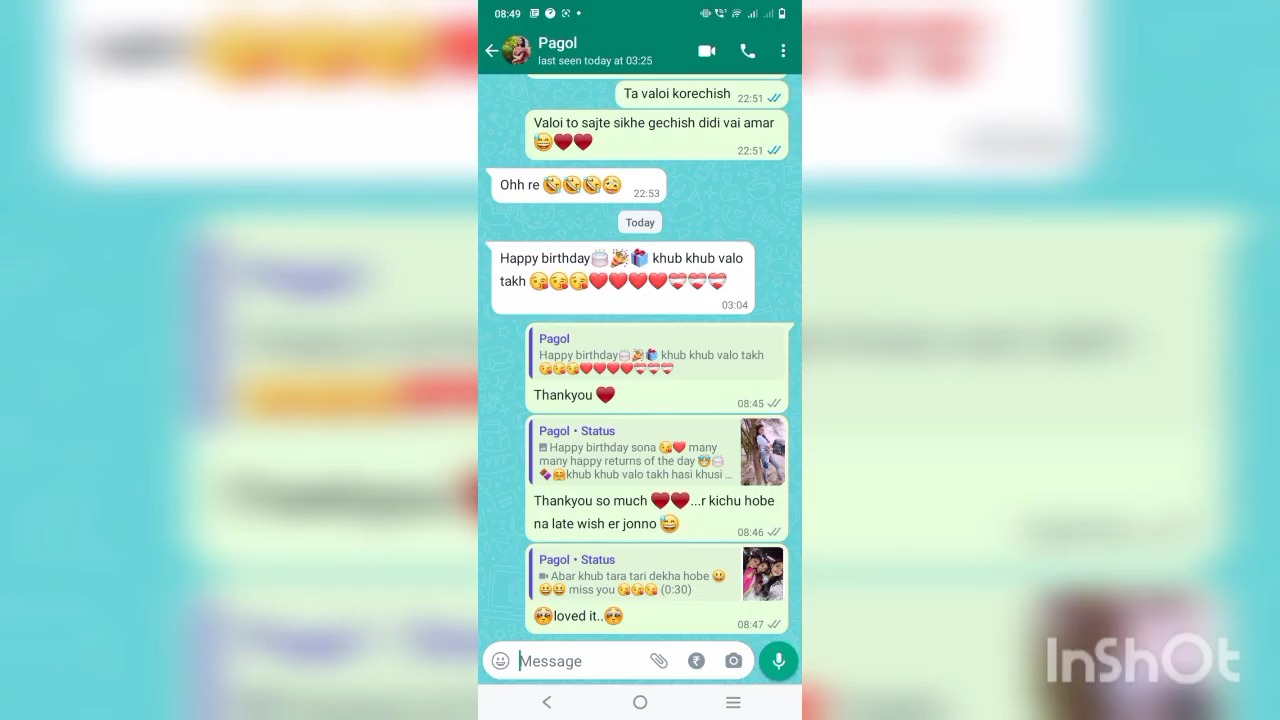 08:49
Pagol
last seen today at 03:25
Ta valoi korechish 22:51
Valoi to sajte sikhe gechish didi vai amar
😅♥️♥️ 22:51
Ohh re 🤣🤣🤣🥴 22:53
Today
Happy birthday🎂🎉🎁 khub khub valo
takh 😘😘😘❤️❤️❤️❤️❤️‍🩹❤️‍🩹❤️‍🩹
03:04
Pagol
Happy birthday🎂🎉🎁 khub khub valo takh
😘😘😘❤️❤️❤️❤️❤️‍🩹❤️‍🩹❤️‍🩹
Thankyou ♥️ 08:45
Pagol • Status
Happy birthday sona 😘❤️ many
many happy returns of the day 🥳🎂
🍫🤗khub khub valo takh hasi khusi ...
Thankyou so much ♥️♥️...r kichu hobe
na late wish er jonno 😅 08:46
Pagol • Status
Abar khub tara tari dekha hobe 😀
😀😀 miss you 😘😘😘 (0:30)
🥺loved it..🥺 08:47
Message
InShOt